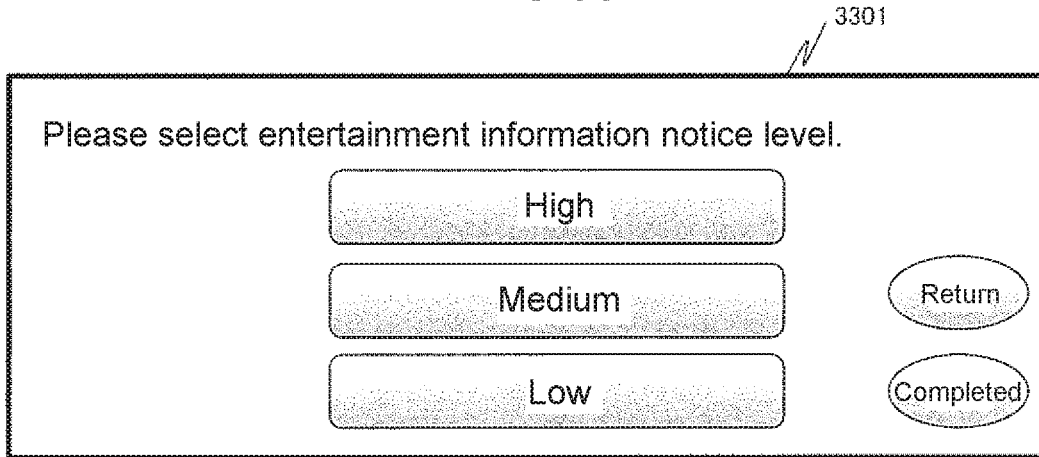 3301
Please select entertainment information notice level.
High
Medium
Return
Low
Completed